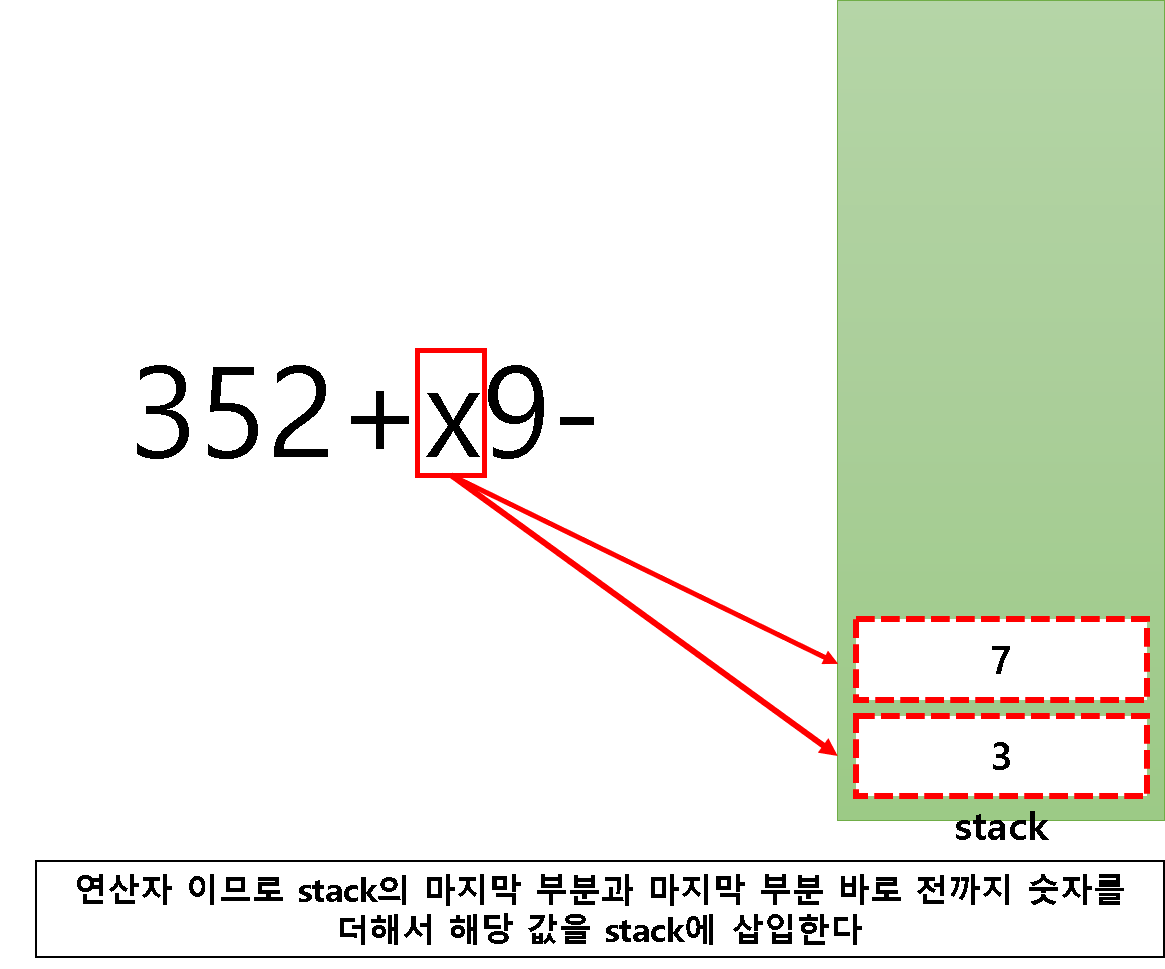 352+x9-
7
3
stack
연산자 이므로 stack의 마지막 부분과 마지막 부분 바로 전까지 숫자를
더해서 해당 값을 stack에 삽입한다